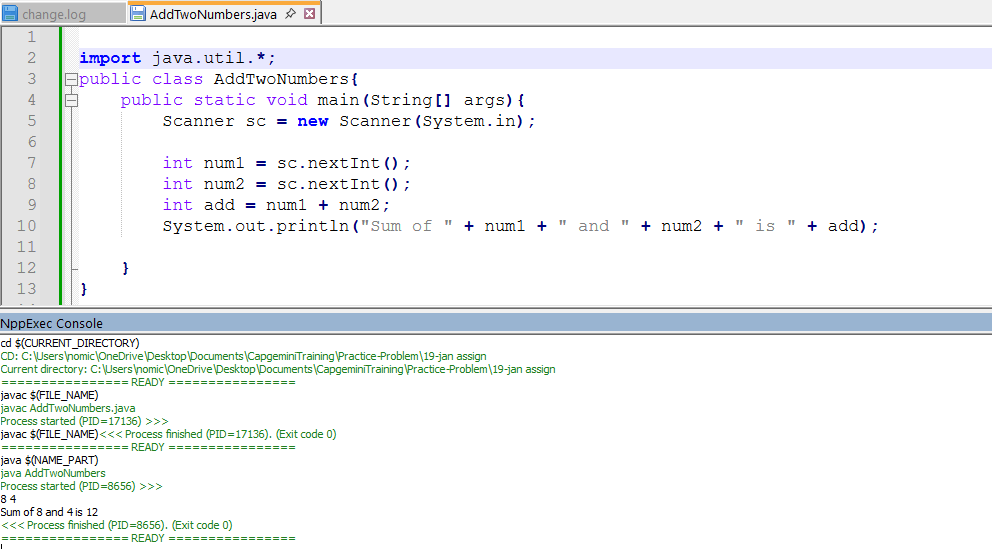 change.log
AddTwoNumbers.java
1
2 import java.util.*;
3 public class AddTwoNumbers{
4     public static void main(String[] args){
5         Scanner sc = new Scanner(System.in);
6
7         int num1 = sc.nextInt();
8         int num2 = sc.nextInt();
9         int add = num1 + num2;
10         System.out.println("Sum of " + num1 + " and " + num2 + " is " + add);
11
12     }
13 }
NppExec Console
cd $(CURRENT_DIRECTORY)
CD: C:\Users\nomic\OneDrive\Desktop\Documents\CapgeminiTraining\Practice-Problem\19-jan assign
Current directory: C:\Users\nomic\OneDrive\Desktop\Documents\CapgeminiTraining\Practice-Problem\19-jan assign
================ READY ================
javac $(FILE_NAME)
javac AddTwoNumbers.java
Process started (PID=17136) >>>
javac $(FILE_NAME)<<< Process finished (PID=17136). (Exit code 0)
================ READY ================
java $(NAME_PART)
java AddTwoNumbers
Process started (PID=8656) >>>
8 4
Sum of 8 and 4 is 12
<<< Process finished (PID=8656). (Exit code 0)
================ READY ================